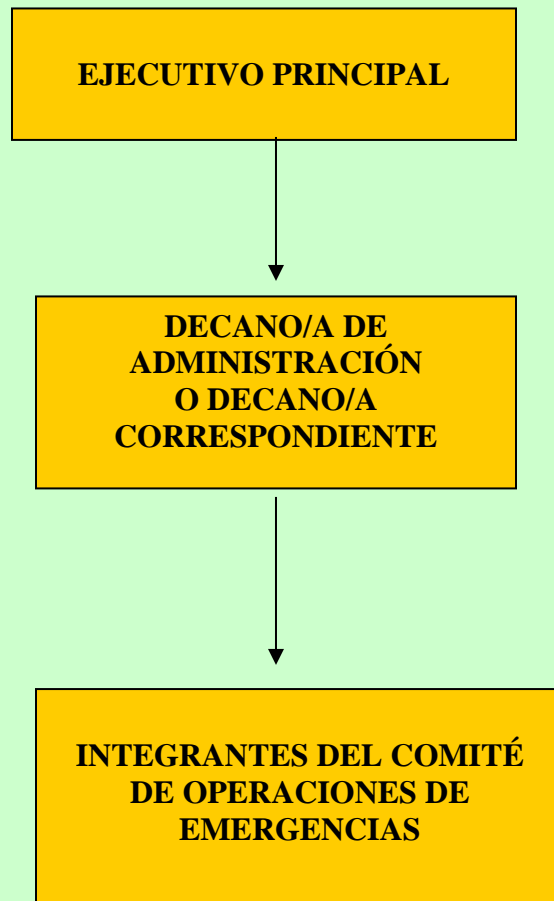 EJECUTIVO PRINCIPAL
DECANO/A DE
ADMINISTRACIÓN
O DECANO/A
CORRESPONDIENTE
INTEGRANTES DEL COMITÉ
DE OPERACIONES DE
EMERGENCIAS